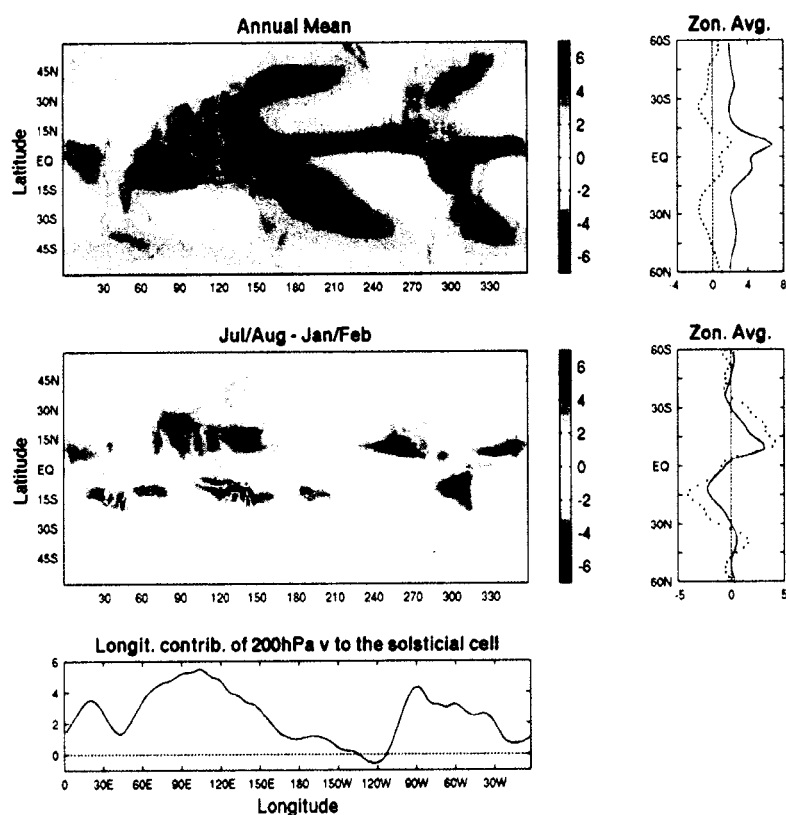 Annual Mean
Zon. Avg.
45N
30N
15N
EQ
15S
30S
45S
Latitude
30 60 90 120 150 180 210 240 270 300 330
6
4
2
0
-2
-4
-6
60S
30S
EQ
30N
60N
-4 0 4 8
Jul/Aug - Jan/Feb
Zon. Avg.
45N
30N
15N
EQ
15S
30S
45S
Latitude
30 60 90 120 150 180 210 240 270 300 330
6
4
2
0
-2
-4
-6
60S
30S
EQ
30N
60N
-5 0 5
Longit. contrib. of 200hPa v to the solsticial cell
6
4
2
0
0 30E 60E 90E 120E 150E 180 150W 120W 90W 60W 30W
Longitude